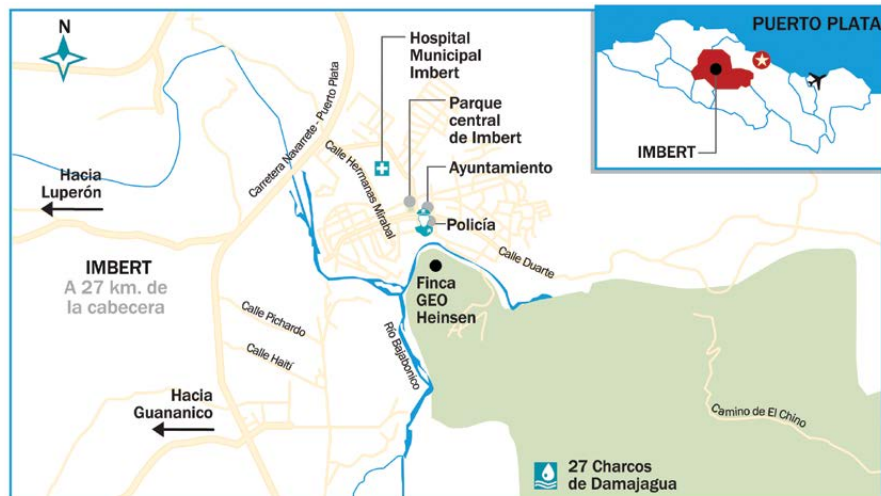 N
Hospital
Municipal
Imbert
Parque
central
de Imbert
Ayuntamiento
Policía
PUERTO PLATA
IMBERT
Carretera Navarrete - Puerto Plata
Calle Hermanas Mirabal
Hacia
Luperón
IMBERT
A 27 km. de
la cabecera
Calle Duarte
Finca
GEO
Heinsen
Calle Pichardo
Calle Haití
Río Bajabonico
Hacia
Guananico
Camino de El Chino
27 Charcos
de Damajagua